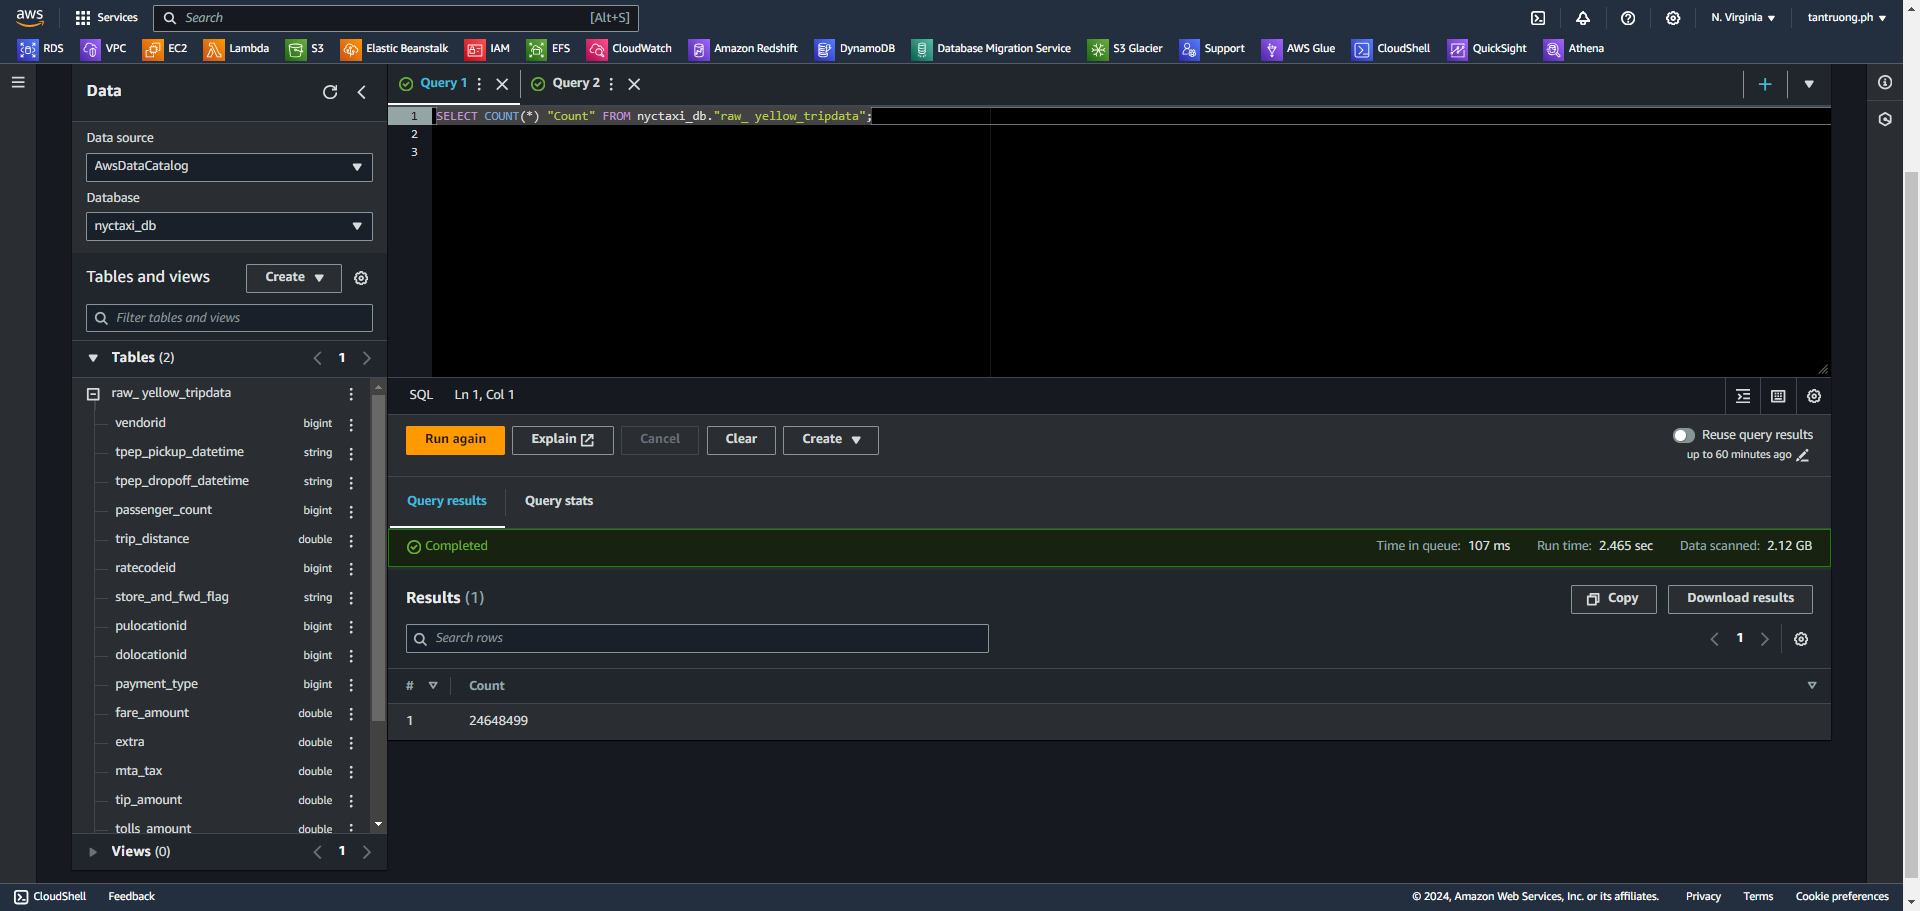 aws Services Search [Alt+S] N. Virginia tantruong.ph
RDS VPC EC2 Lambda S3 Elastic Beanstalk IAM EFS CloudWatch Amazon Redshift DynamoDB Database Migration Service S3 Glacier Support AWS Glue CloudShell QuickSight Athena
Data
Data source
AwsDataCatalog
Database
nyctaxi_db
Tables and views Create
Filter tables and views
Tables (2) 1
raw_ yellow_tripdata
vendorid bigint
tpep_pickup_datetime string
tpep_dropoff_datetime string
passenger_count bigint
trip_distance double
ratecodeid bigint
store_and_fwd_flag string
pulocationid bigint
dolocationid bigint
payment_type bigint
fare_amount double
extra double
mta_tax double
tip_amount double
tolls_amount double
Views (0) 1
Query 1 Query 2
1 SELECT COUNT(*) "Count" FROM nyctaxi_db."raw_ yellow_tripdata";
2
3
SQL Ln 1, Col 1
Run again Explain Cancel Clear Create
Reuse query results
up to 60 minutes ago
Query results Query stats
Completed Time in queue: 107 ms Run time: 2.465 sec Data scanned: 2.12 GB
Results (1) Copy Download results
Search rows 1
# Count
1 24648499
CloudShell Feedback © 2024, Amazon Web Services, Inc. or its affiliates. Privacy Terms Cookie preferences